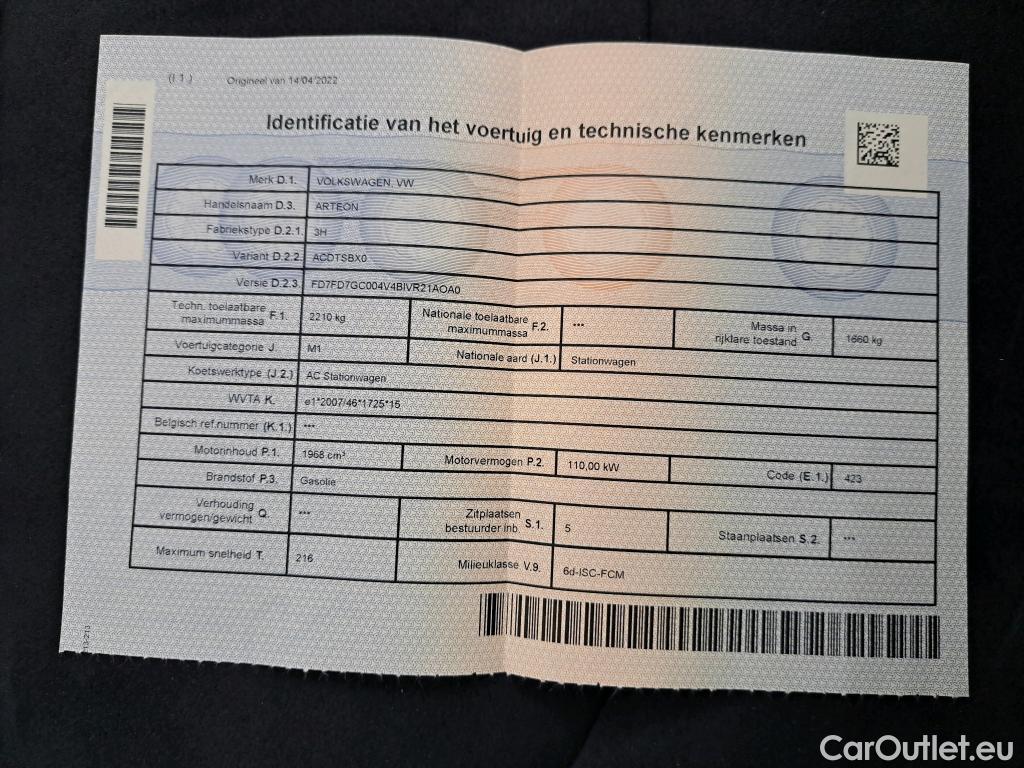 (I 1.)
Origineel van 14/04/2022
Identificatie van het voertuig en technische kenmerken
Merk D.1. VOLKSWAGEN, VW
Handelsnaam D.3. ARTEON
Fabriekstype D.2.1. 3H
Variant D.2.2. ACDTSBX0
Versie D.2.3. FD7FD7GC004V4BIVR21AOA0
Techn. toelaatbare maximummassa F.1. 2210 kg
Nationale toelaatbare maximummassa F.2. ***
Massa in rijklare toestand G. 1660 kg
Voertuigcategorie J. M1
Nationale aard (J.1.) Stationwagen
Koetswerktype (J.2.) AC Stationwagen
WVTA K. e1*2007/46*1725*15
Belgisch ref.nummer (K.1.) ***
Motorinhoud P.1. 1968 cm³
Motorvermogen P.2. 110,00 kW
Code (E.1.) 423
Brandstof P.3. Gasolie
Verhouding vermogen/gewicht Q. ***
Zitplaatsen bestuurder inb. S.1. 5
Staanplaatsen S.2. ***
Maximum snelheid T. 216
Milieuklasse V.9. 6d-ISC-FCM
CarOutlet.eu